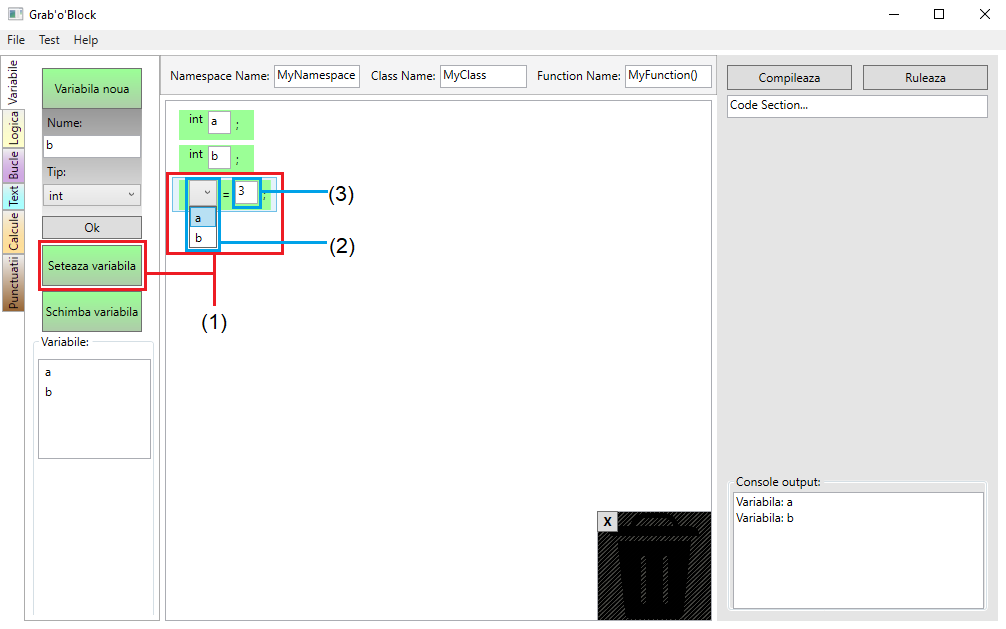 Grab'o'Block
File Test Help
Variabile
Logica
Bucle
Text
Calcule
Punctuatii
Variabila noua
Nume:
b
Tip:
int
Ok
Seteaza variabila
Schimba variabila
Variabile:
a
b
Namespace Name: MyNamespace Class Name: MyClass Function Name: MyFunction()
int a ;
int b ;
= 3 ;
a
b
(3)
(2)
(1)
X
Compileaza Ruleaza
Code Section...
Console output:
Variabila: a
Variabila: b